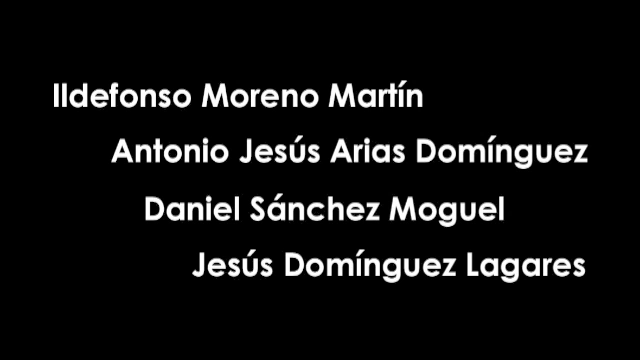 Ildefonso Moreno Martín
Antonio Jesús Arias Domínguez
Daniel Sánchez Moguel
Jesús Domínguez Lagares